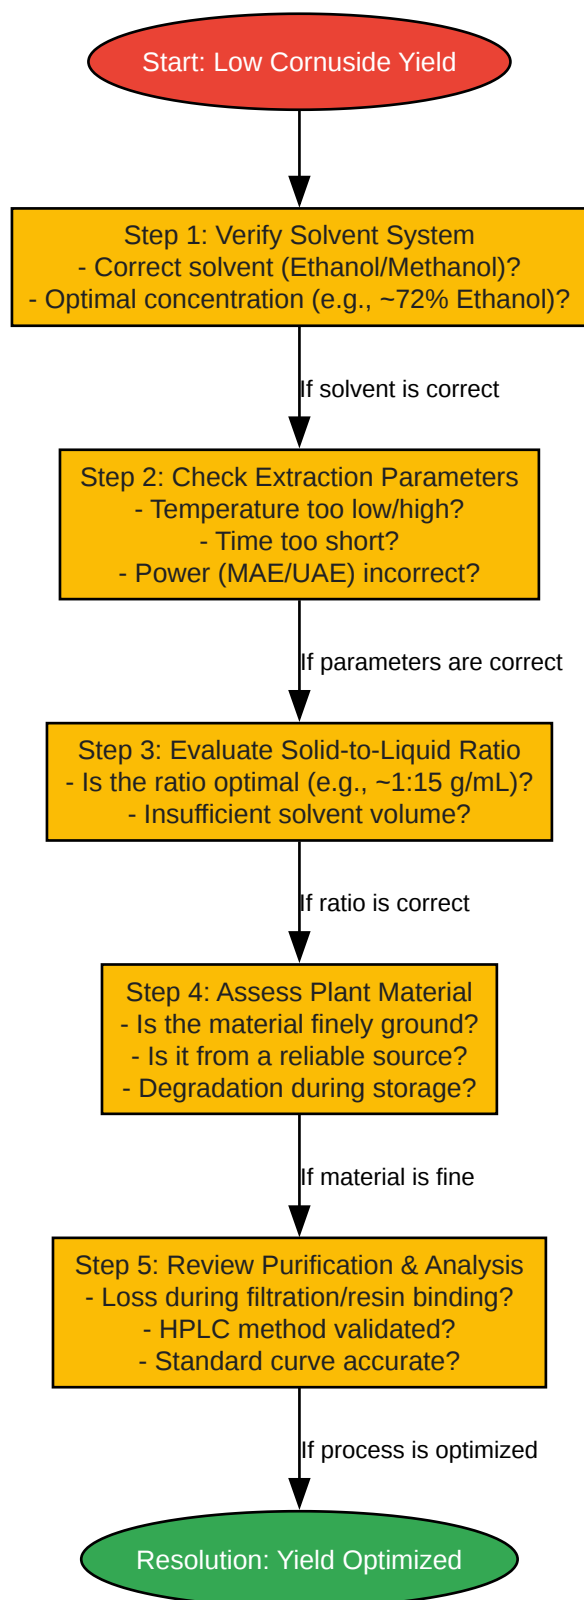 Start: Low Cornuside Yield
Step 1: Verify Solvent System
- Correct solvent (Ethanol/Methanol)?
- Optimal concentration (e.g., ~72% Ethanol)?
If solvent is correct
Step 2: Check Extraction Parameters
- Temperature too low/high?
- Time too short?
- Power (MAE/UAE) incorrect?
If parameters are correct
Step 3: Evaluate Solid-to-Liquid Ratio
- Is the ratio optimal (e.g., ~1:15 g/mL)?
- Insufficient solvent volume?
If ratio is correct
Step 4: Assess Plant Material
- Is the material finely ground?
- Is it from a reliable source?
- Degradation during storage?
If material is fine
Step 5: Review Purification & Analysis
- Loss during filtration/resin binding?
- HPLC method validated?
- Standard curve accurate?
If process is optimized
Resolution: Yield Optimized